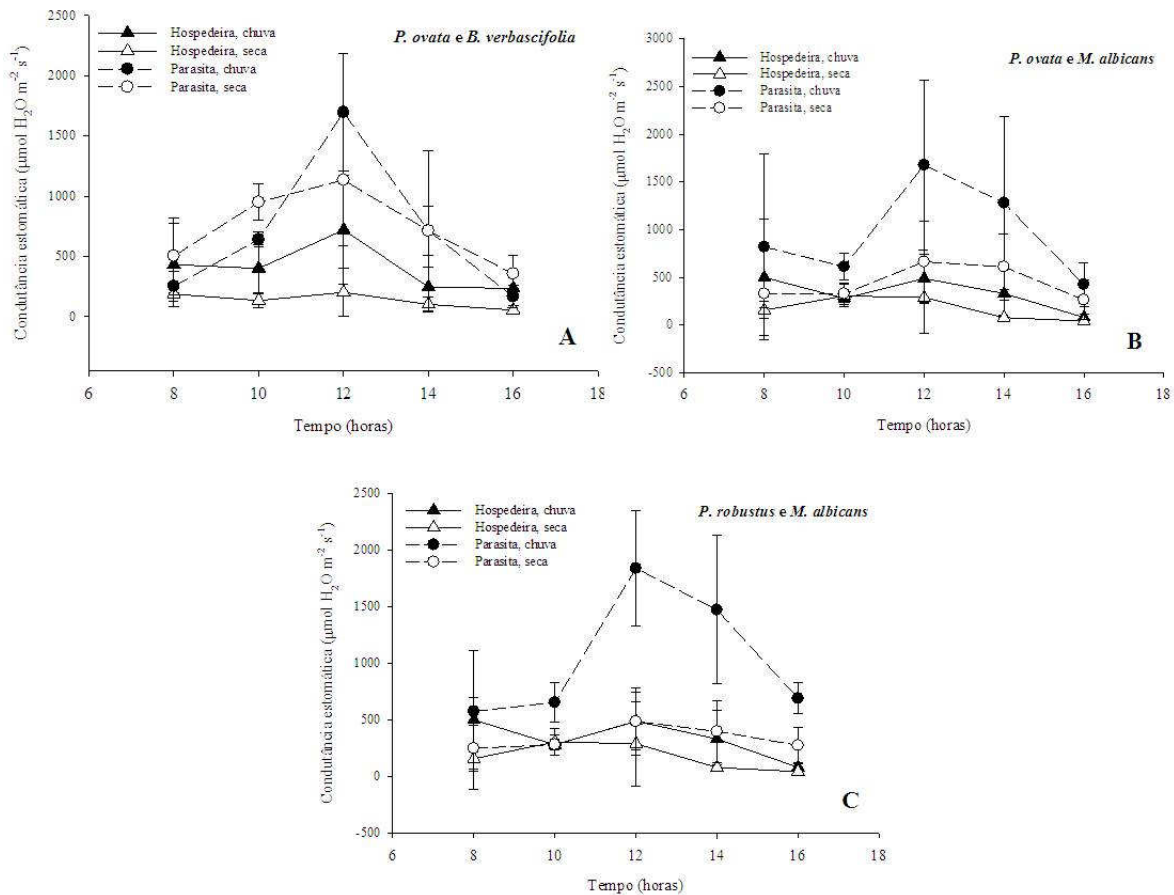 P. ovata e B. verbascifolia
Hospedeira, chuva
Hospedeira, seca
Parasita, chuva
Parasita, seca
Condutância estomática (µmol H2O m-2 s-1)
2500
2000
1500
1000
500
0
6 8 10 12 14 16 18
Tempo (horas)
A
P. ovata e M. albicans
Hospedeira, chuva
Hospedeira, seca
Parasita, chuva
Parasita, seca
Condutância estomática (µmol H2O m-2 s-1)
3000
2500
2000
1500
1000
500
0
-500
6 8 10 12 14 16 18
Tempo (horas)
B
P. robustus e M. albicans
Hospedeira, chuva
Hospedeira, seca
Parasita, chuva
Parasita, seca
Condutância estomática (µmol H2O m-2 s-1)
2500
2000
1500
1000
500
0
-500
6 8 10 12 14 16 18
Tempo (horas)
C